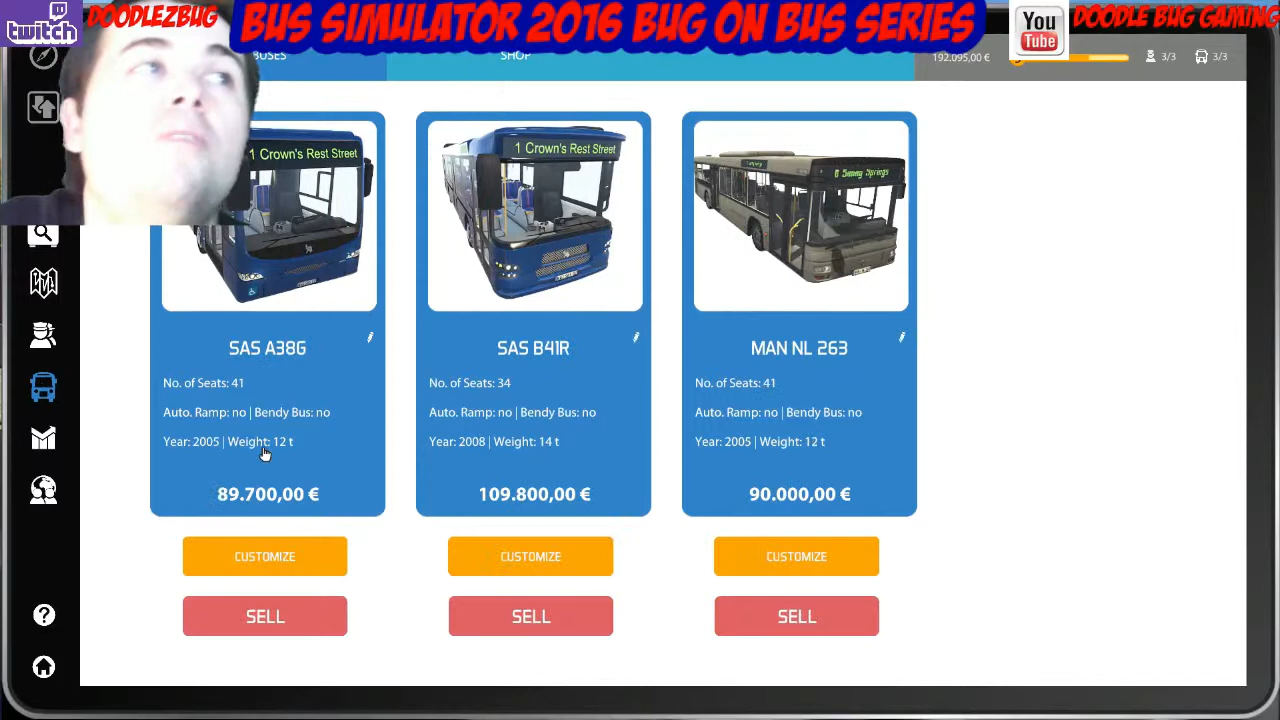 twitch
DOODLEZBUG
BUS SIMULATOR 2016 BUG ON BUS SERIES
You
Tube
DOODLE BUG GAMING
BUSES
SHOP
192.095,00 €
3/3
3/3
1 Crown's Rest Street
1 Crown's Rest Street
Sunny Springs
SAS A38G
SAS B41R
MAN NL 263
No. of Seats: 41
No. of Seats: 34
No. of Seats: 41
Auto. Ramp: no | Bendy Bus: no
Auto. Ramp: no | Bendy Bus: no
Auto. Ramp: no | Bendy Bus: no
Year: 2005 | Weight: 12 t
Year: 2008 | Weight: 14 t
Year: 2005 | Weight: 12 t
89.700,00 €
109.800,00 €
90.000,00 €
CUSTOMIZE
CUSTOMIZE
CUSTOMIZE
SELL
SELL
SELL
?